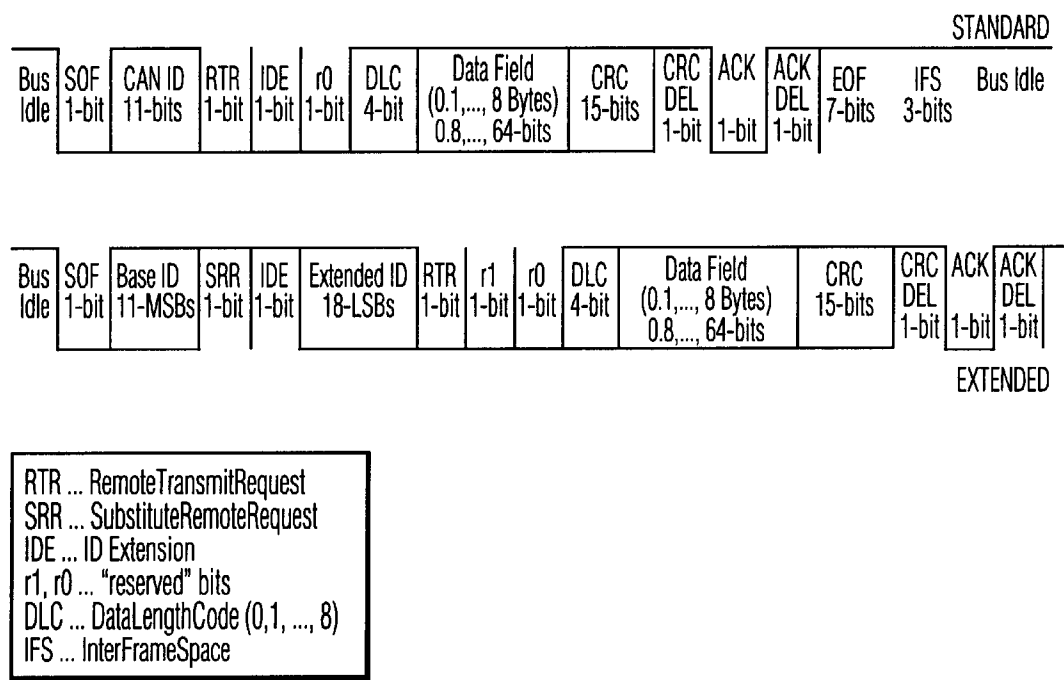 STANDARD
Bus Idle
SOF 1-bit
CAN ID 11-bits
RTR 1-bit
IDE 1-bit
r0 1-bit
DLC 4-bit
Data Field (0.1,..., 8 Bytes) 0.8,..., 64-bits
CRC 15-bits
CRC DEL 1-bit
ACK 1-bit
ACK DEL 1-bit
EOF 7-bits
IFS 3-bits
Bus Idle
Bus Idle
SOF 1-bit
Base ID 11-MSBs
SRR 1-bit
IDE 1-bit
Extended ID 18-LSBs
RTR 1-bit
r1 1-bit
r0 1-bit
DLC 4-bit
Data Field (0.1,..., 8 Bytes) 0.8,..., 64-bits
CRC 15-bits
CRC DEL 1-bit
ACK 1-bit
ACK DEL 1-bit
EXTENDED
RTR ... RemoteTransmitRequest
SRR ... SubstituteRemoteRequest
IDE ... ID Extension
r1, r0 ... “reserved” bits
DLC ... DataLengthCode (0,1, ..., 8)
IFS ... InterFrameSpace